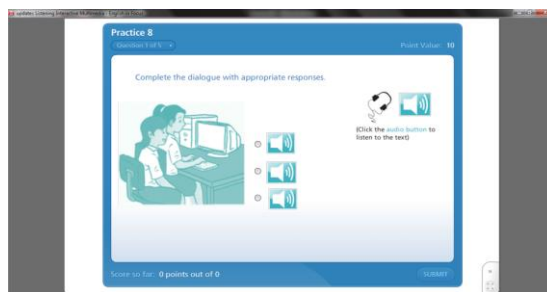 Practice 8
Question 1 of 5
Point Value: 10
Complete the dialogue with appropriate responses.
(Click the audio button to
listen to the text)
Score so far: 0 points out of 0
SUBMIT